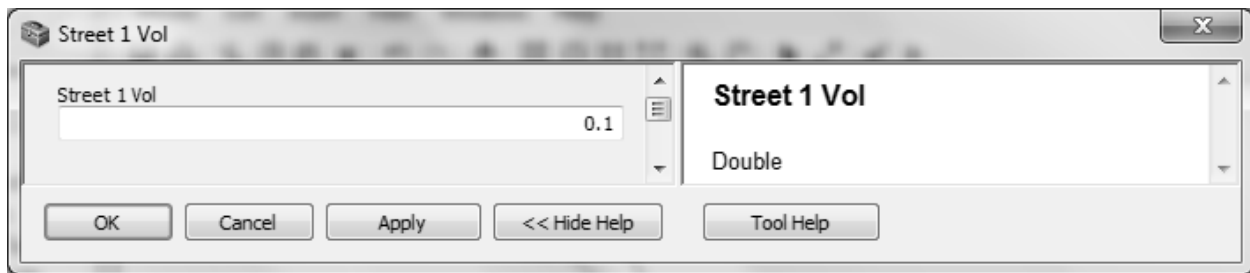 Street 1 Vol
Street 1 Vol
0.1
Street 1 Vol
Double
OK
Cancel
Apply
<< Hide Help
Tool Help